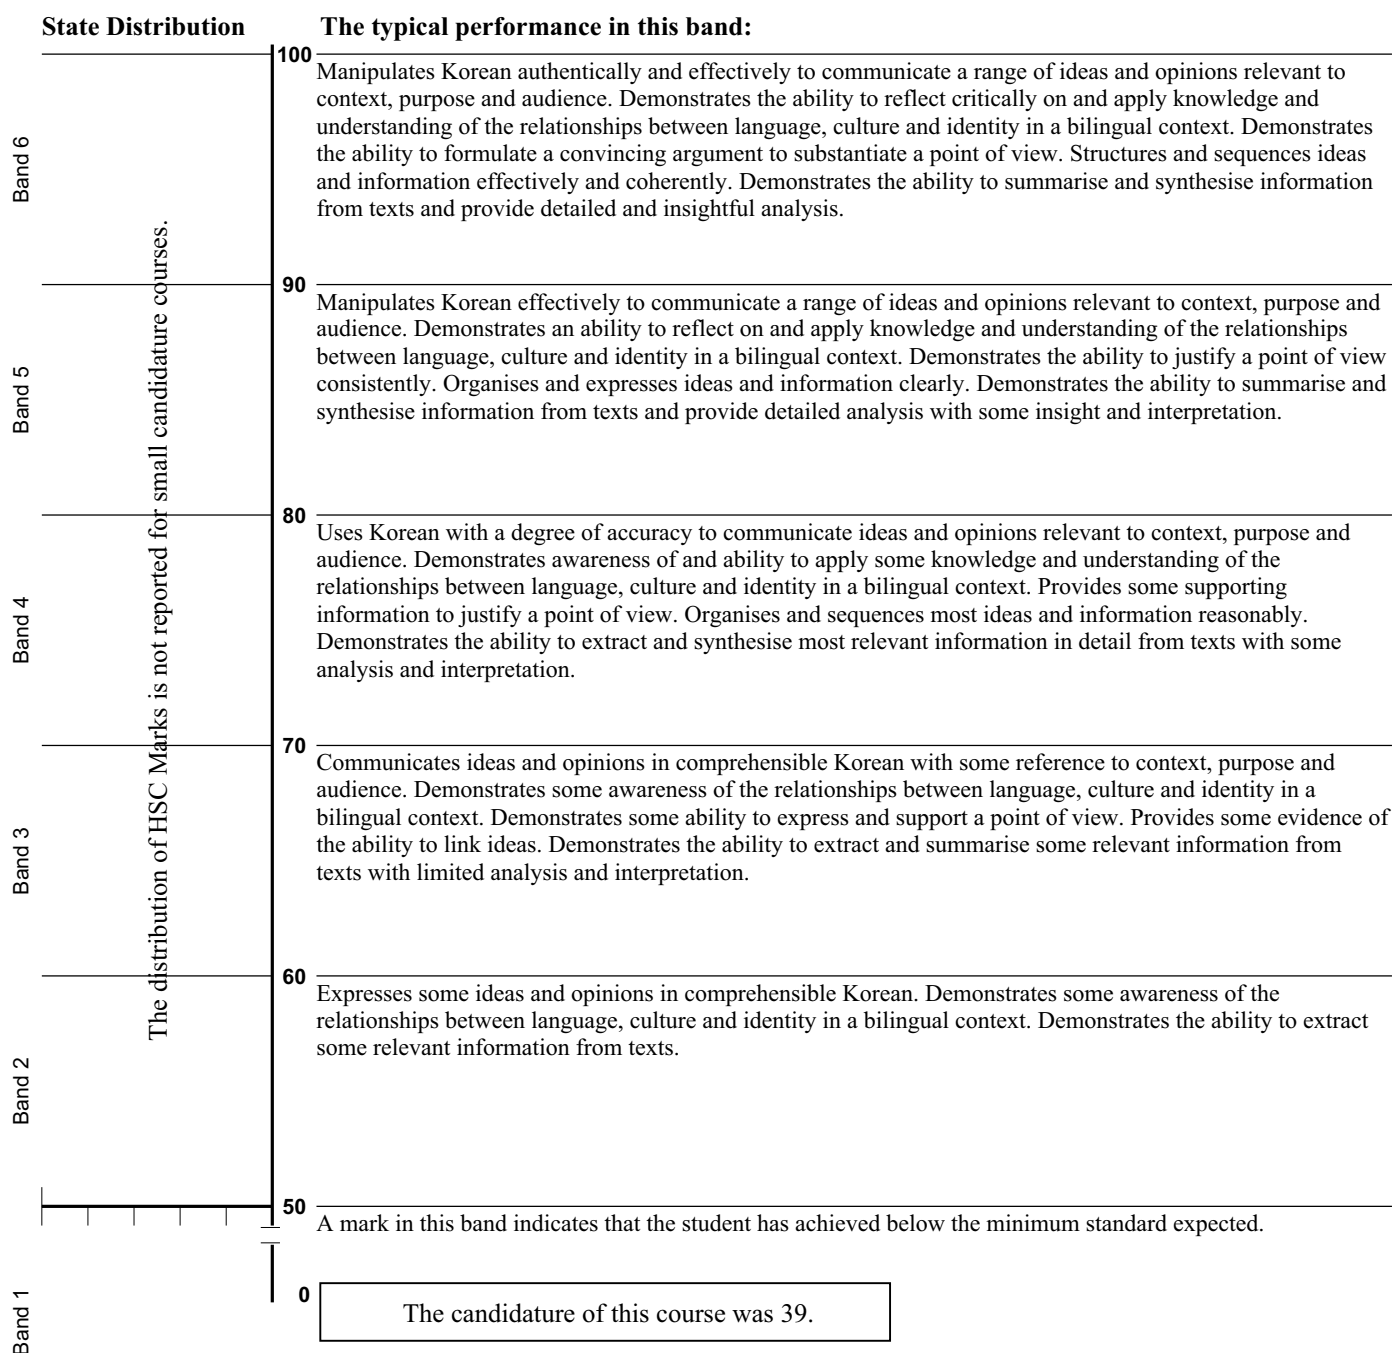 State Distribution
The typical performance in this band:
100
Band 6
Manipulates Korean authentically and effectively to communicate a range of ideas and opinions relevant to
context, purpose and audience. Demonstrates the ability to reflect critically on and apply knowledge and
understanding of the relationships between language, culture and identity in a bilingual context. Demonstrates
the ability to formulate a convincing argument to substantiate a point of view. Structures and sequences ideas
and information effectively and coherently. Demonstrates the ability to summarise and synthesise information
from texts and provide detailed and insightful analysis.
The distribution of HSC Marks is not reported for small candidature courses.
90
Band 5
Manipulates Korean effectively to communicate a range of ideas and opinions relevant to context, purpose and
audience. Demonstrates an ability to reflect on and apply knowledge and understanding of the relationships
between language, culture and identity in a bilingual context. Demonstrates the ability to justify a point of view
consistently. Organises and expresses ideas and information clearly. Demonstrates the ability to summarise and
synthesise information from texts and provide detailed analysis with some insight and interpretation.
80
Band 4
Uses Korean with a degree of accuracy to communicate ideas and opinions relevant to context, purpose and
audience. Demonstrates awareness of and ability to apply some knowledge and understanding of the
relationships between language, culture and identity in a bilingual context. Provides some supporting
information to justify a point of view. Organises and sequences most ideas and information reasonably.
Demonstrates the ability to extract and synthesise most relevant information in detail from texts with some
analysis and interpretation.
70
Band 3
Communicates ideas and opinions in comprehensible Korean with some reference to context, purpose and
audience. Demonstrates some awareness of the relationships between language, culture and identity in a
bilingual context. Demonstrates some ability to express and support a point of view. Provides some evidence of
the ability to link ideas. Demonstrates the ability to extract and summarise some relevant information from
texts with limited analysis and interpretation.
60
Band 2
Expresses some ideas and opinions in comprehensible Korean. Demonstrates some awareness of the
relationships between language, culture and identity in a bilingual context. Demonstrates the ability to extract
some relevant information from texts.
50
Band 1
A mark in this band indicates that the student has achieved below the minimum standard expected.
0
The candidature of this course was 39.